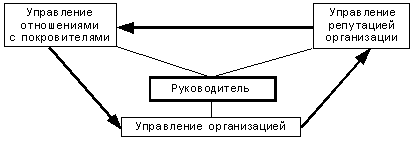 Управление
отношениями
с покровителями
Управление
репутацией
организации
Руководитель
Управление организацией